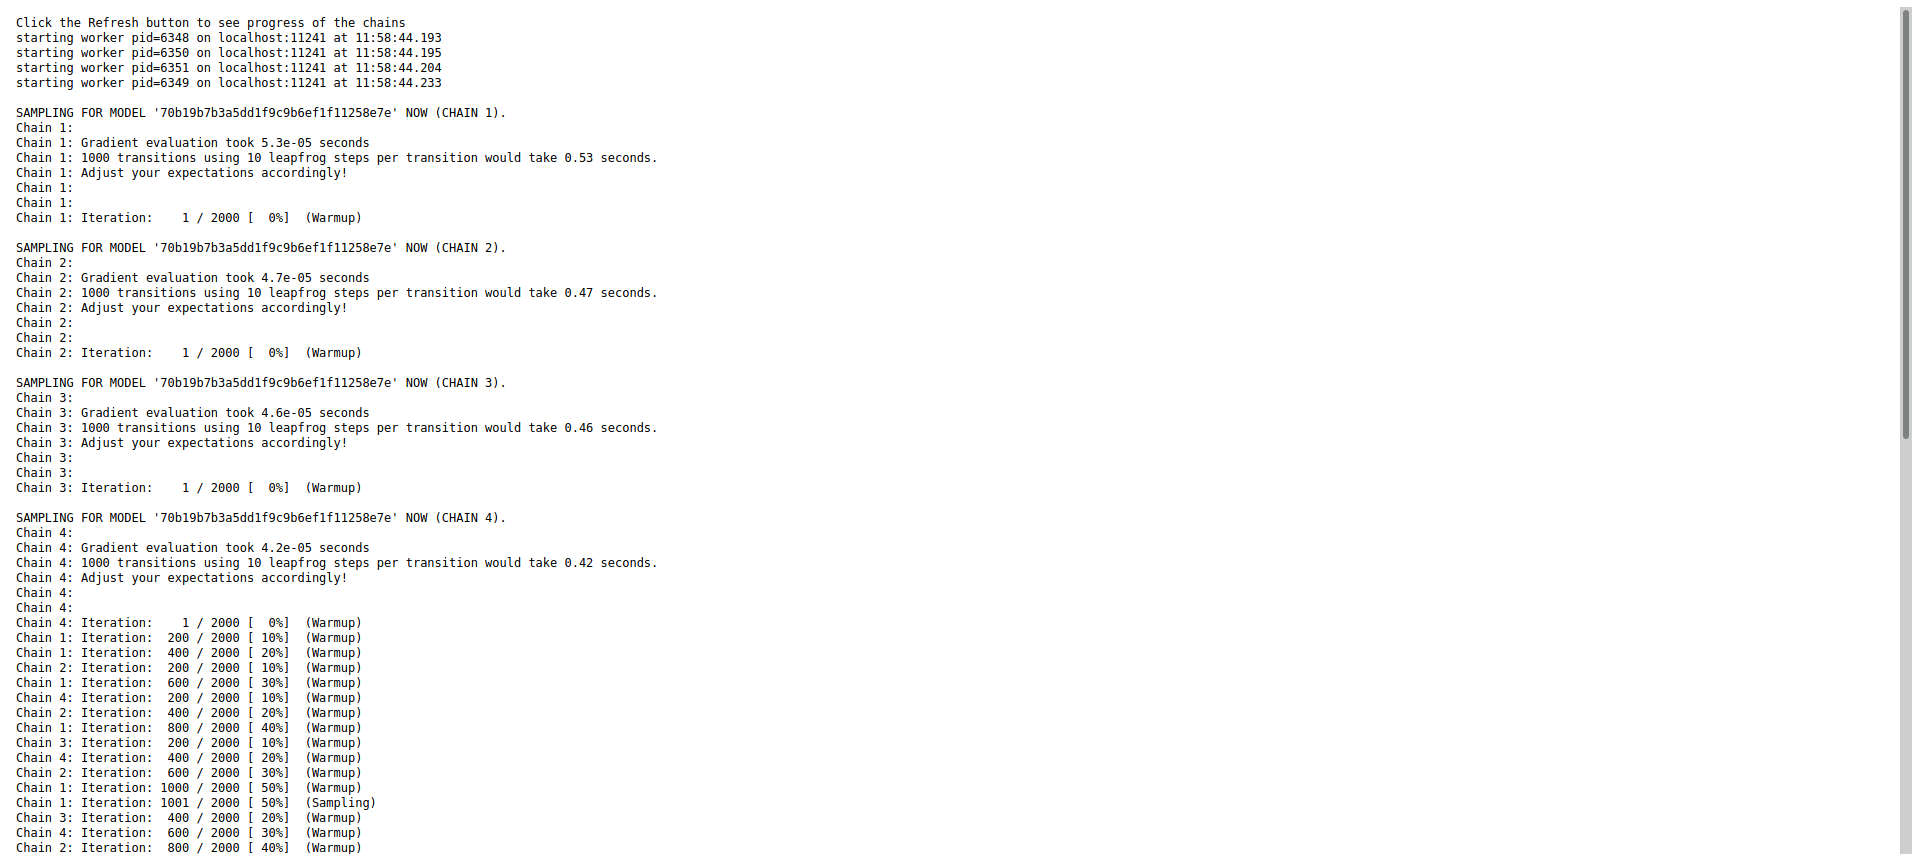 Click the Refresh button to see progress of the chains
starting worker pid=6348 on localhost:11241 at 11:58:44.193
starting worker pid=6350 on localhost:11241 at 11:58:44.195
starting worker pid=6351 on localhost:11241 at 11:58:44.204
starting worker pid=6349 on localhost:11241 at 11:58:44.233

SAMPLING FOR MODEL '70b19b7b3a5dd1f9c9b6ef1f11258e7e' NOW (CHAIN 1).
Chain 1:
Chain 1: Gradient evaluation took 5.3e-05 seconds
Chain 1: 1000 transitions using 10 leapfrog steps per transition would take 0.53 seconds.
Chain 1: Adjust your expectations accordingly!
Chain 1:
Chain 1:
Chain 1: Iteration:    1 / 2000 [  0%]  (Warmup)

SAMPLING FOR MODEL '70b19b7b3a5dd1f9c9b6ef1f11258e7e' NOW (CHAIN 2).
Chain 2:
Chain 2: Gradient evaluation took 4.7e-05 seconds
Chain 2: 1000 transitions using 10 leapfrog steps per transition would take 0.47 seconds.
Chain 2: Adjust your expectations accordingly!
Chain 2:
Chain 2:
Chain 2: Iteration:    1 / 2000 [  0%]  (Warmup)

SAMPLING FOR MODEL '70b19b7b3a5dd1f9c9b6ef1f11258e7e' NOW (CHAIN 3).
Chain 3:
Chain 3: Gradient evaluation took 4.6e-05 seconds
Chain 3: 1000 transitions using 10 leapfrog steps per transition would take 0.46 seconds.
Chain 3: Adjust your expectations accordingly!
Chain 3:
Chain 3:
Chain 3: Iteration:    1 / 2000 [  0%]  (Warmup)

SAMPLING FOR MODEL '70b19b7b3a5dd1f9c9b6ef1f11258e7e' NOW (CHAIN 4).
Chain 4:
Chain 4: Gradient evaluation took 4.2e-05 seconds
Chain 4: 1000 transitions using 10 leapfrog steps per transition would take 0.42 seconds.
Chain 4: Adjust your expectations accordingly!
Chain 4:
Chain 4:
Chain 4: Iteration:    1 / 2000 [  0%]  (Warmup)
Chain 1: Iteration:  200 / 2000 [ 10%]  (Warmup)
Chain 1: Iteration:  400 / 2000 [ 20%]  (Warmup)
Chain 2: Iteration:  200 / 2000 [ 10%]  (Warmup)
Chain 1: Iteration:  600 / 2000 [ 30%]  (Warmup)
Chain 4: Iteration:  200 / 2000 [ 10%]  (Warmup)
Chain 2: Iteration:  400 / 2000 [ 20%]  (Warmup)
Chain 1: Iteration:  800 / 2000 [ 40%]  (Warmup)
Chain 3: Iteration:  200 / 2000 [ 10%]  (Warmup)
Chain 4: Iteration:  400 / 2000 [ 20%]  (Warmup)
Chain 2: Iteration:  600 / 2000 [ 30%]  (Warmup)
Chain 1: Iteration: 1000 / 2000 [ 50%]  (Warmup)
Chain 1: Iteration: 1001 / 2000 [ 50%]  (Sampling)
Chain 3: Iteration:  400 / 2000 [ 20%]  (Warmup)
Chain 4: Iteration:  600 / 2000 [ 30%]  (Warmup)
Chain 2: Iteration:  800 / 2000 [ 40%]  (Warmup)